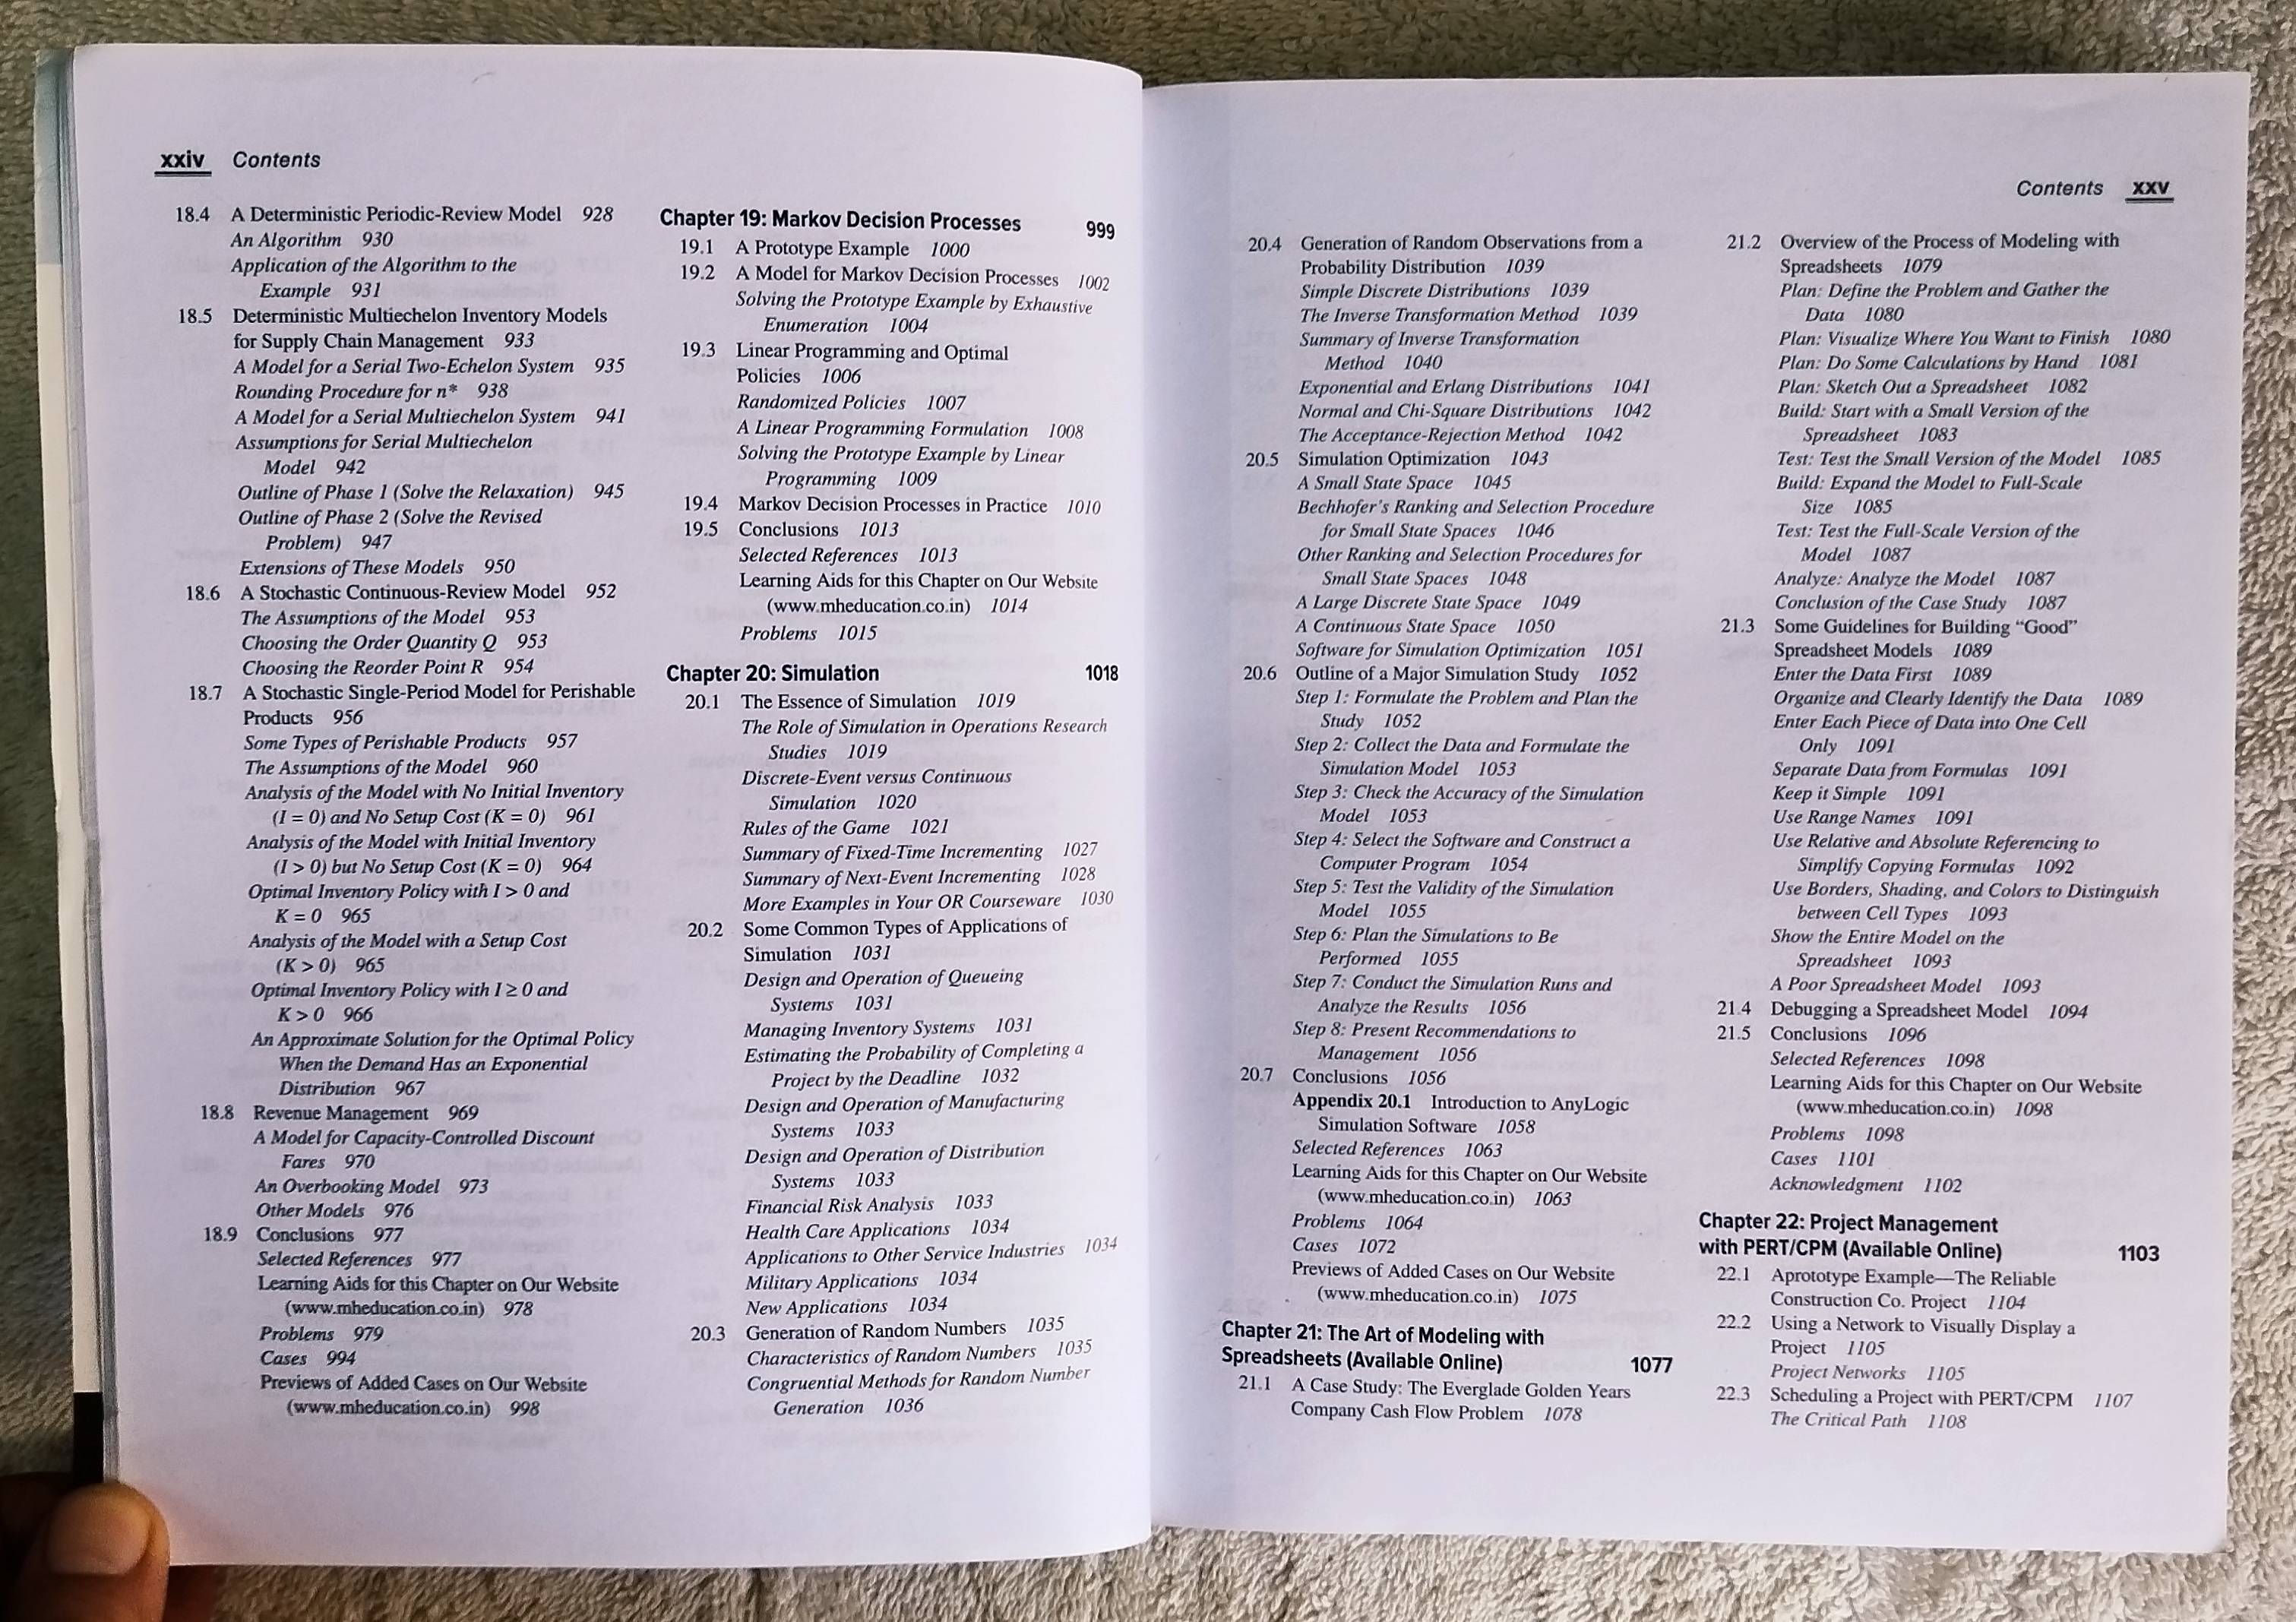 xxiv Contents
18.4 A Deterministic Periodic-Review Model 928
An Algorithm 930
Application of the Algorithm to the
Example 931
18.5 Deterministic Multiechelon Inventory Models
for Supply Chain Management 933
A Model for a Serial Two-Echelon System 935
Rounding Procedure for n* 938
A Model for a Serial Multiechelon System 941
Assumptions for Serial Multiechelon
Model 942
Outline of Phase 1 (Solve the Relaxation) 945
Outline of Phase 2 (Solve the Revised
Problem) 947
Extensions of These Models 950
18.6 A Stochastic Continuous-Review Model 952
The Assumptions of the Model 953
Choosing the Order Quantity Q 953
Choosing the Reorder Point R 954
18.7 A Stochastic Single-Period Model for Perishable
Products 956
Some Types of Perishable Products 957
The Assumptions of the Model 960
Analysis of the Model with No Initial Inventory
(I = 0) and No Setup Cost (K = 0) 961
Analysis of the Model with Initial Inventory
(I > 0) but No Setup Cost (K = 0) 964
Optimal Inventory Policy with I > 0 and
K = 0 965
Analysis of the Model with a Setup Cost
(K > 0) 965
Optimal Inventory Policy with I ≥ 0 and
K > 0 966
An Approximate Solution for the Optimal Policy
When the Demand Has an Exponential
Distribution 967
18.8 Revenue Management 969
A Model for Capacity-Controlled Discount
Fares 970
An Overbooking Model 973
Other Models 976
18.9 Conclusions 977
Selected References 977
Learning Aids for this Chapter on Our Website
(www.mheducation.co.in) 978
Problems 979
Cases 994
Previews of Added Cases on Our Website
(www.mheducation.co.in) 998
Chapter 19: Markov Decision Processes 999
19.1 A Prototype Example 1000
19.2 A Model for Markov Decision Processes 1002
Solving the Prototype Example by Exhaustive
Enumeration 1004
19.3 Linear Programming and Optimal
Policies 1006
Randomized Policies 1007
A Linear Programming Formulation 1008
Solving the Prototype Example by Linear
Programming 1009
19.4 Markov Decision Processes in Practice 1010
19.5 Conclusions 1013
Selected References 1013
Learning Aids for this Chapter on Our Website
(www.mheducation.co.in) 1014
Problems 1015
Chapter 20: Simulation 1018
20.1 The Essence of Simulation 1019
The Role of Simulation in Operations Research
Studies 1019
Discrete-Event versus Continuous
Simulation 1020
Rules of the Game 1021
Summary of Fixed-Time Incrementing 1027
Summary of Next-Event Incrementing 1028
More Examples in Your OR Courseware 1030
20.2 Some Common Types of Applications of
Simulation 1031
Design and Operation of Queueing
Systems 1031
Managing Inventory Systems 1031
Estimating the Probability of Completing a
Project by the Deadline 1032
Design and Operation of Manufacturing
Systems 1033
Design and Operation of Distribution
Systems 1033
Financial Risk Analysis 1033
Health Care Applications 1034
Applications to Other Service Industries 1034
Military Applications 1034
New Applications 1034
20.3 Generation of Random Numbers 1035
Characteristics of Random Numbers 1035
Congruential Methods for Random Number
Generation 1036
Contents xxv
20.4 Generation of Random Observations from a
Probability Distribution 1039
Simple Discrete Distributions 1039
The Inverse Transformation Method 1039
Summary of Inverse Transformation
Method 1040
Exponential and Erlang Distributions 1041
Normal and Chi-Square Distributions 1042
The Acceptance-Rejection Method 1042
20.5 Simulation Optimization 1043
A Small State Space 1045
Bechhofer's Ranking and Selection Procedure
for Small State Spaces 1046
Other Ranking and Selection Procedures for
Small State Spaces 1048
A Large Discrete State Space 1049
A Continuous State Space 1050
Software for Simulation Optimization 1051
20.6 Outline of a Major Simulation Study 1052
Step 1: Formulate the Problem and Plan the
Study 1052
Step 2: Collect the Data and Formulate the
Simulation Model 1053
Step 3: Check the Accuracy of the Simulation
Model 1053
Step 4: Select the Software and Construct a
Computer Program 1054
Step 5: Test the Validity of the Simulation
Model 1055
Step 6: Plan the Simulations to Be
Performed 1055
Step 7: Conduct the Simulation Runs and
Analyze the Results 1056
Step 8: Present Recommendations to
Management 1056
20.7 Conclusions 1056
Appendix 20.1 Introduction to AnyLogic
Simulation Software 1058
Selected References 1063
Learning Aids for this Chapter on Our Website
(www.mheducation.co.in) 1063
Problems 1064
Cases 1072
Previews of Added Cases on Our Website
(www.mheducation.co.in) 1075
Chapter 21: The Art of Modeling with
Spreadsheets (Available Online) 1077
21.1 A Case Study: The Everglade Golden Years
Company Cash Flow Problem 1078
21.2 Overview of the Process of Modeling with
Spreadsheets 1079
Plan: Define the Problem and Gather the
Data 1080
Plan: Visualize Where You Want to Finish 1080
Plan: Do Some Calculations by Hand 1081
Plan: Sketch Out a Spreadsheet 1082
Build: Start with a Small Version of the
Spreadsheet 1083
Test: Test the Small Version of the Model 1085
Build: Expand the Model to Full-Scale
Size 1085
Test: Test the Full-Scale Version of the
Model 1087
Analyze: Analyze the Model 1087
Conclusion of the Case Study 1087
21.3 Some Guidelines for Building “Good”
Spreadsheet Models 1089
Enter the Data First 1089
Organize and Clearly Identify the Data 1089
Enter Each Piece of Data into One Cell
Only 1091
Separate Data from Formulas 1091
Keep it Simple 1091
Use Range Names 1091
Use Relative and Absolute Referencing to
Simplify Copying Formulas 1092
Use Borders, Shading, and Colors to Distinguish
between Cell Types 1093
Show the Entire Model on the
Spreadsheet 1093
A Poor Spreadsheet Model 1093
21.4 Debugging a Spreadsheet Model 1094
21.5 Conclusions 1096
Selected References 1098
Learning Aids for this Chapter on Our Website
(www.mheducation.co.in) 1098
Problems 1098
Cases 1101
Acknowledgment 1102
Chapter 22: Project Management
with PERT/CPM (Available Online) 1103
22.1 Aprototype Example—The Reliable
Construction Co. Project 1104
22.2 Using a Network to Visually Display a
Project 1105
Project Networks 1105
22.3 Scheduling a Project with PERT/CPM 1107
The Critical Path 1108